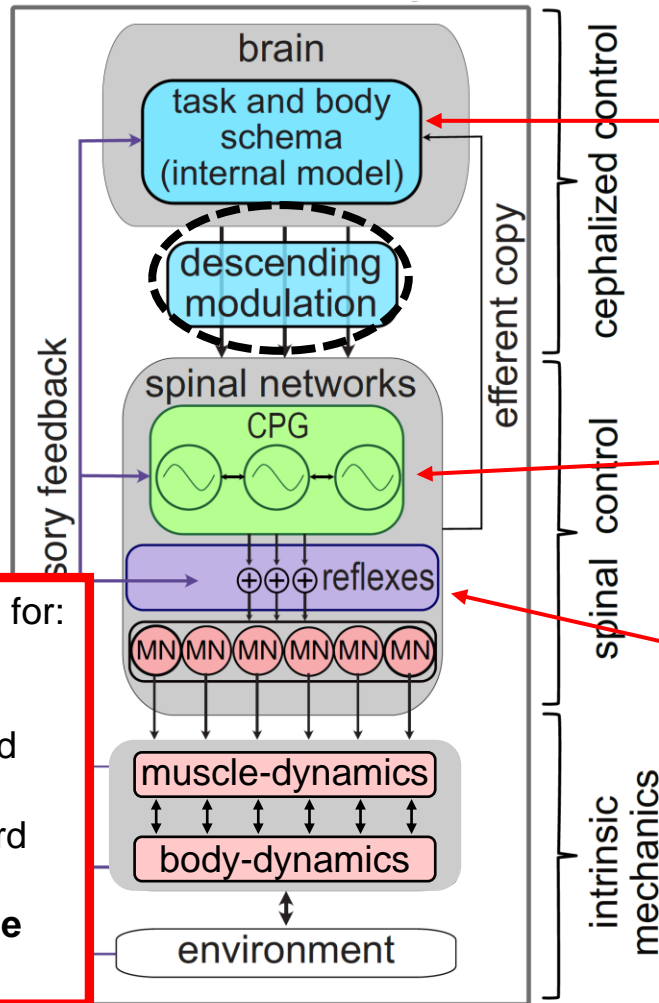 brain
task and body
schema
(internal model)
descending
modulation
spinal networks
CPG
reflexes
MN MN MN MN MN MN
muscle-dynamics
body-dynamics
environment
sory feedback
efferent copy
cephalized control
spinal control
intrinsic
mechanics
for:
d
rd
e